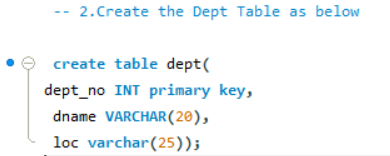 -- 2.Create the Dept Table as below
create table dept(
dept_no INT primary key,
dname VARCHAR(20),
loc varchar(25));